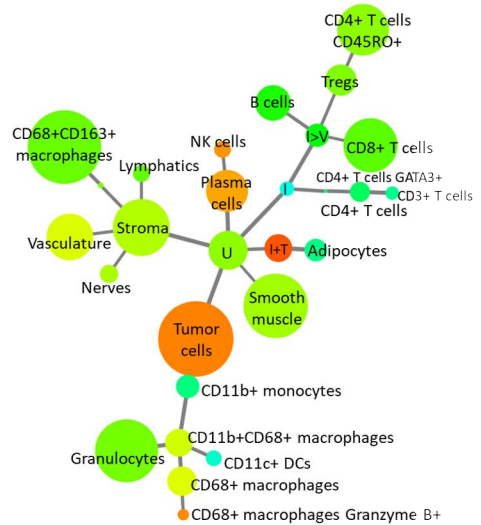 CD4+ T cells
CD45RO+
Tregs
B cells
I>V
CD8+ T cells
CD68+CD163+
macrophages
NK cells
Lymphatics
Plasma
cells
I
CD4+ T cells GATA3+
CD3+ T cells
CD4+ T cells
Stroma
Vasculature
U
I+T
Adipocytes
Nerves
Smooth
muscle
Tumor
cells
CD11b+ monocytes
CD11b+CD68+ macrophages
Granulocytes
CD11c+ DCs
CD68+ macrophages
CD68+ macrophages Granzyme B+